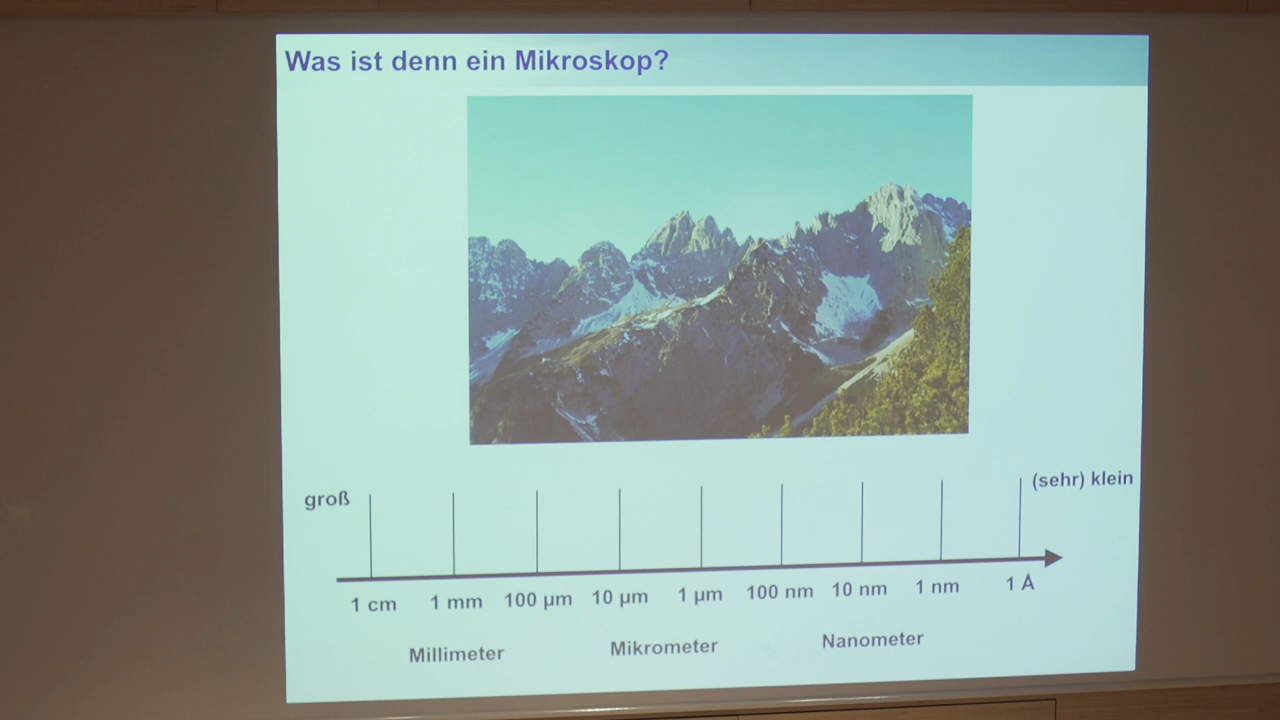 Was ist denn ein Mikroskop?
groß
(sehr) klein
1 cm 1 mm 100 µm 10 µm 1 µm 100 nm 10 nm 1 nm 1 Å
Millimeter Mikrometer Nanometer